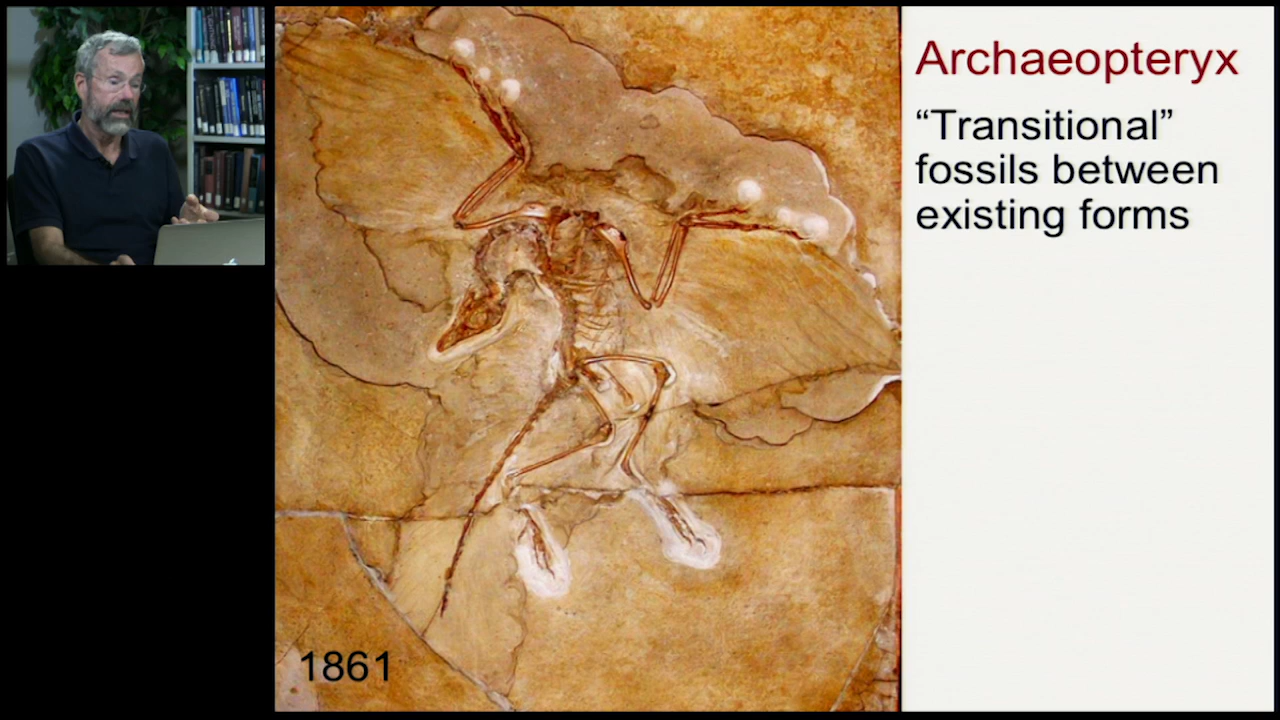 Archaeopteryx
“Transitional”
fossils between
existing forms
1861